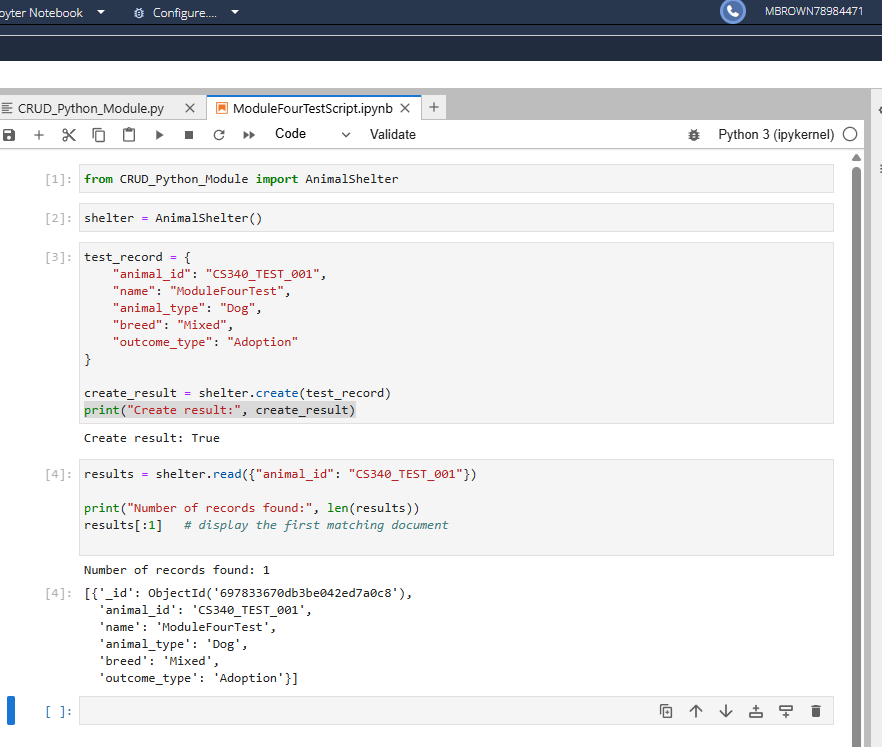 Notebook
Configure....
MBROWN78984471
CRUD_Python_Module.py
ModuleFourTestScript.ipynb
Code
Validate
Python 3 (ipykernel)
[1]: from CRUD_Python_Module import AnimalShelter
[2]: shelter = AnimalShelter()
[3]: test_record = {
"animal_id": "CS340_TEST_001",
"name": "ModuleFourTest",
"animal_type": "Dog",
"breed": "Mixed",
"outcome_type": "Adoption"
}
create_result = shelter.create(test_record)
print("Create result:", create_result)
Create result: True
[4]: results = shelter.read({"animal_id": "CS340_TEST_001"})
print("Number of records found:", len(results))
results[:1]   # display the first matching document
Number of records found: 1
[4]: [{'_id': ObjectId('697833670db3be042ed7a0c8'),
'animal_id': 'CS340_TEST_001',
'name': 'ModuleFourTest',
'animal_type': 'Dog',
'breed': 'Mixed',
'outcome_type': 'Adoption'}]
[ ]: